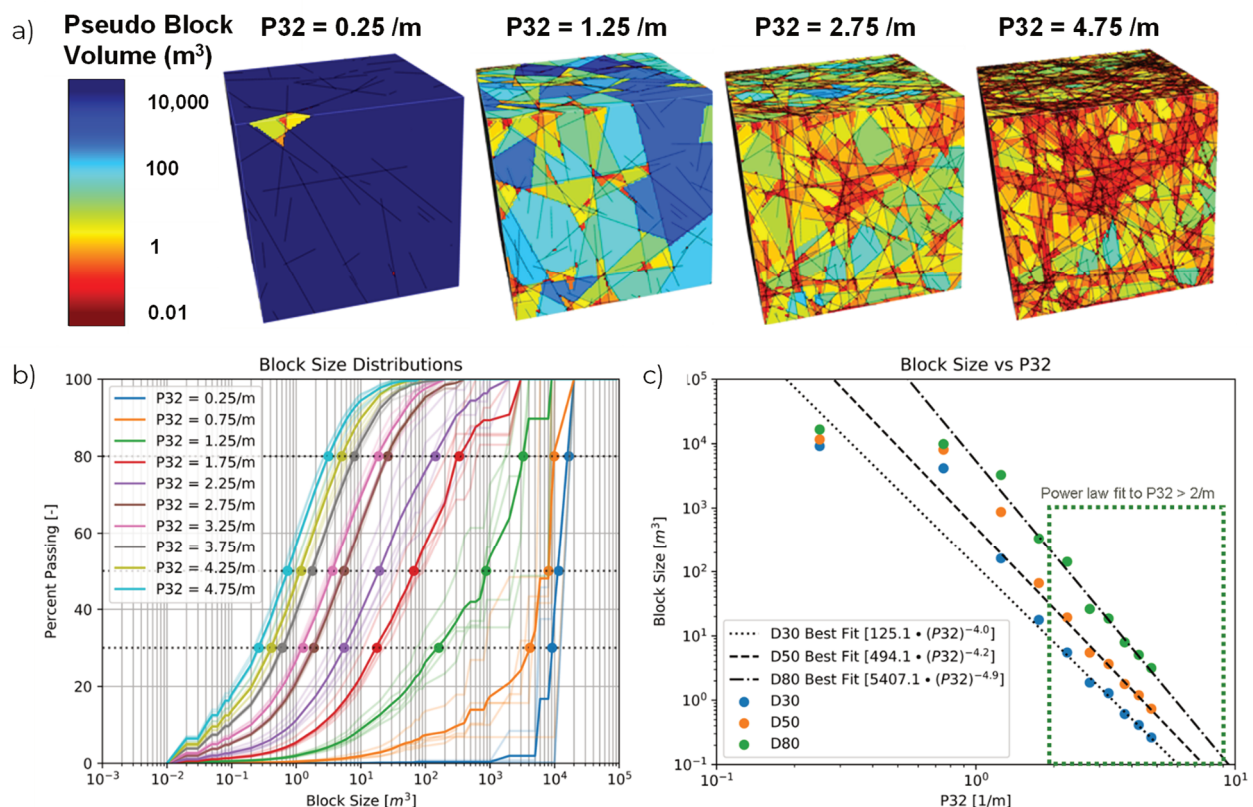 a)
Pseudo Block
Volume (m³)
10,000
100
1
0.01
P32 = 0.25 /m
P32 = 1.25 /m
P32 = 2.75 /m
P32 = 4.75 /m
b)
Block Size Distributions
Percent Passing [-]
100
80
60
40
20
0
P32 = 0.25/m
P32 = 0.75/m
P32 = 1.25/m
P32 = 1.75/m
P32 = 2.25/m
P32 = 2.75/m
P32 = 3.25/m
P32 = 3.75/m
P32 = 4.25/m
P32 = 4.75/m
10⁻³ 10⁻² 10⁻¹ 10⁰ 10¹ 10² 10³ 10⁴ 10⁵
Block Size [m³]
c)
Block Size vs P32
Block Size [m³]
10⁵
10⁴
10³
10²
10¹
10⁰
10⁻¹
Power law fit to P32 > 2/m
D30 Best Fit [125.1 • (P32)⁻⁴·⁰]
D50 Best Fit [494.1 • (P32)⁻⁴·²]
D80 Best Fit [5407.1 • (P32)⁻⁴·⁹]
D30
D50
D80
10⁻¹ 10⁰ 10¹
P32 [1/m]